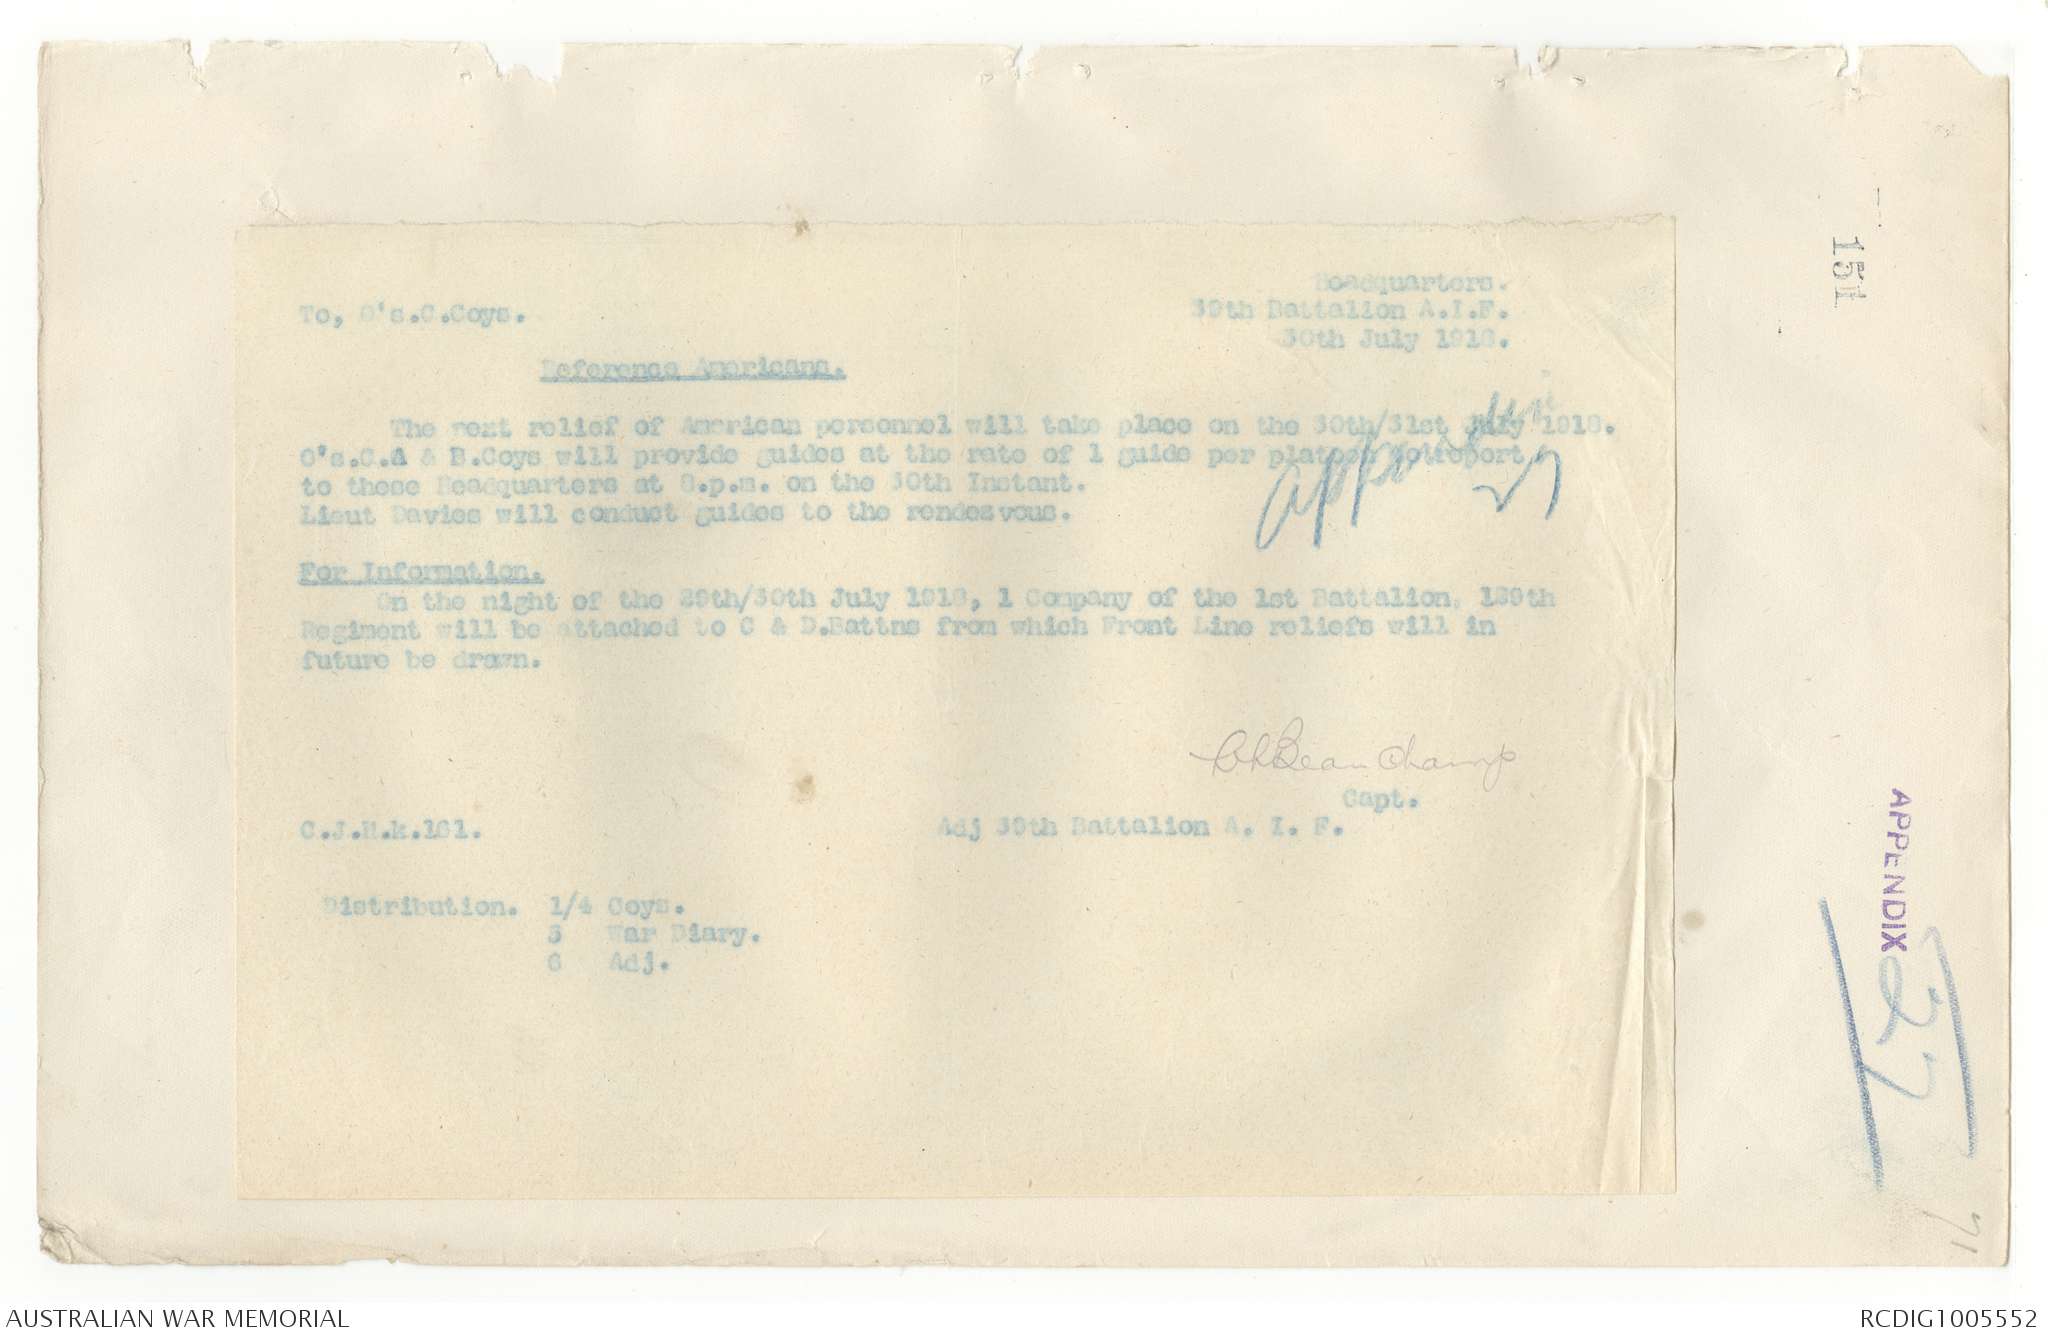 Headquarters.
39th Battalion A.I.F.
30th July 1918.
To, O's.C.Coys.
Reference Americans.
The next relief of American personnel will take place on the 30th/31st July 1918.
O's.C.A & B.Coys will provide guides at the rate of 1 guide per platoon to report
to these Headquarters at 8.p.m. on the 30th Instant.
Lieut Davies will conduct guides to the rendezvous.
Appendix
27
For Information.
On the night of the 29th/30th July 1918, 1 Company of the 1st Battalion, 129th
Regiment will be attached to C & D.Battns from which Front Line reliefs will in
future be drawn.
Beauchamp
Capt.
C.J.H.k.161.
Adj 39th Battalion A. I. F.
Distribution. 1/4 Coys.
5 War Diary.
6 Adj.
151
APPENDIX
27
71
AUSTRALIAN WAR MEMORIAL
RCDIG1005552